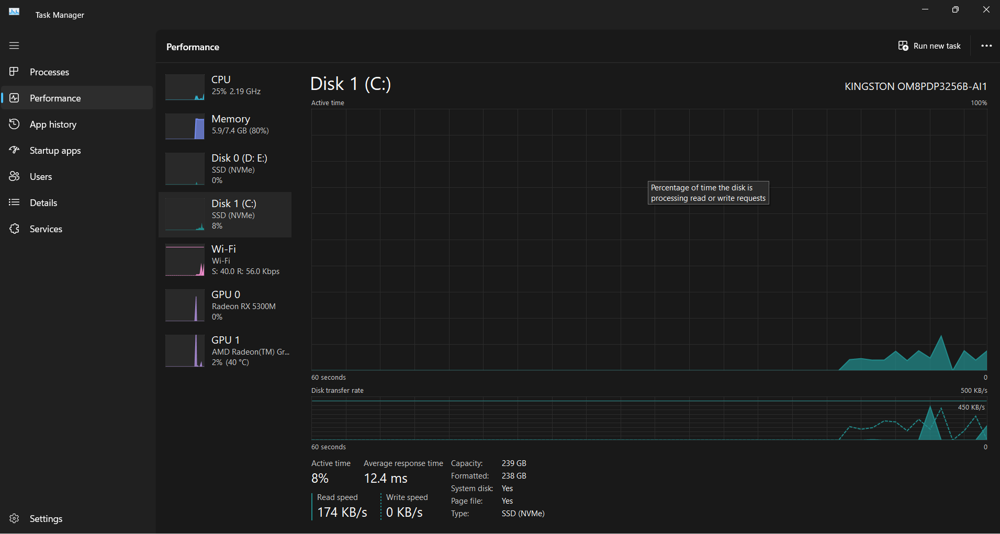 Task Manager
Performance
Run new task
Processes
Performance
App history
Startup apps
Users
Details
Services
Settings
CPU
25% 2.19 GHz
Memory
5.9/7.4 GB (80%)
Disk 0 (D: E:)
SSD (NVMe)
0%
Disk 1 (C:)
SSD (NVMe)
8%
Wi-Fi
Wi-Fi
S: 40.0 R: 56.0 Kbps
GPU 0
Radeon RX 5300M
0%
GPU 1
AMD Radeon(TM) Gr...
2% (40 °C)
Disk 1 (C:)
KINGSTON OM8PDP3256B-AI1
Active time
100%
Percentage of time the disk is
processing read or write requests
60 seconds
0
Disk transfer rate
500 KB/s
450 KB/s
60 seconds
0
Active time
8%
Average response time
12.4 ms
Read speed
174 KB/s
Write speed
0 KB/s
Capacity: 239 GB
Formatted: 238 GB
System disk: Yes
Page file: Yes
Type: SSD (NVMe)